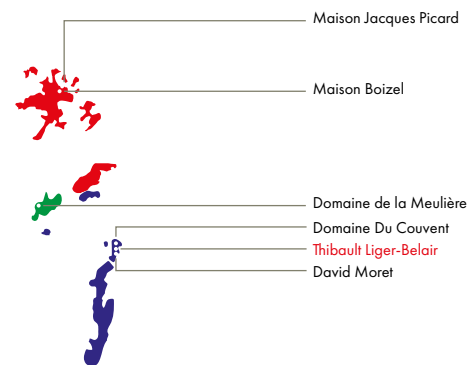 Maison Jacques Picard
Maison Boizel
Domaine de la Meulière
Domaine Du Couvent
Thibault Liger-Belair
David Moret